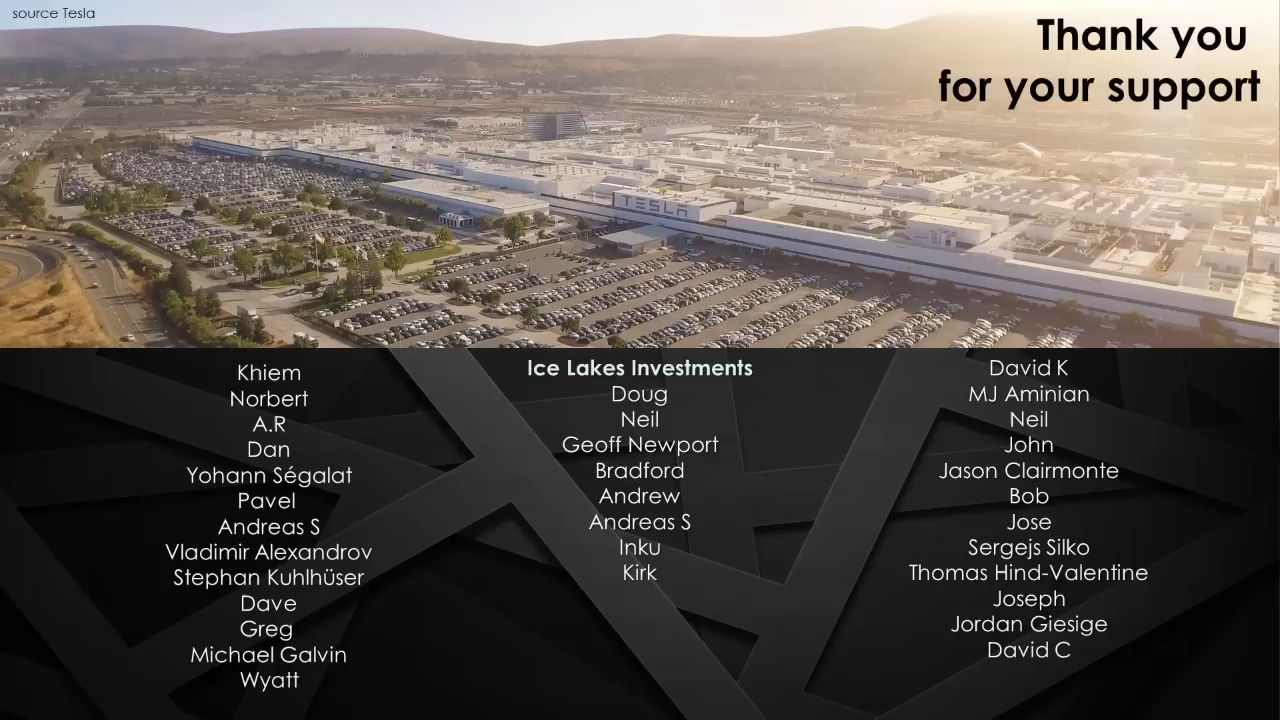 source Tesla
Thank you
for your support
TESLA
Khiem
Norbert
A.R
Dan
Yohann Ségalat
Pavel
Andreas S
Vladimir Alexandrov
Stephan Kuhlhüser
Dave
Greg
Michael Galvin
Wyatt
Ice Lakes Investments
Doug
Neil
Geoff Newport
Bradford
Andrew
Andreas S
Inku
Kirk
David K
MJ Aminian
Neil
John
Jason Clairmonte
Bob
Jose
Sergejs Silko
Thomas Hind-Valentine
Joseph
Jordan Giesige
David C